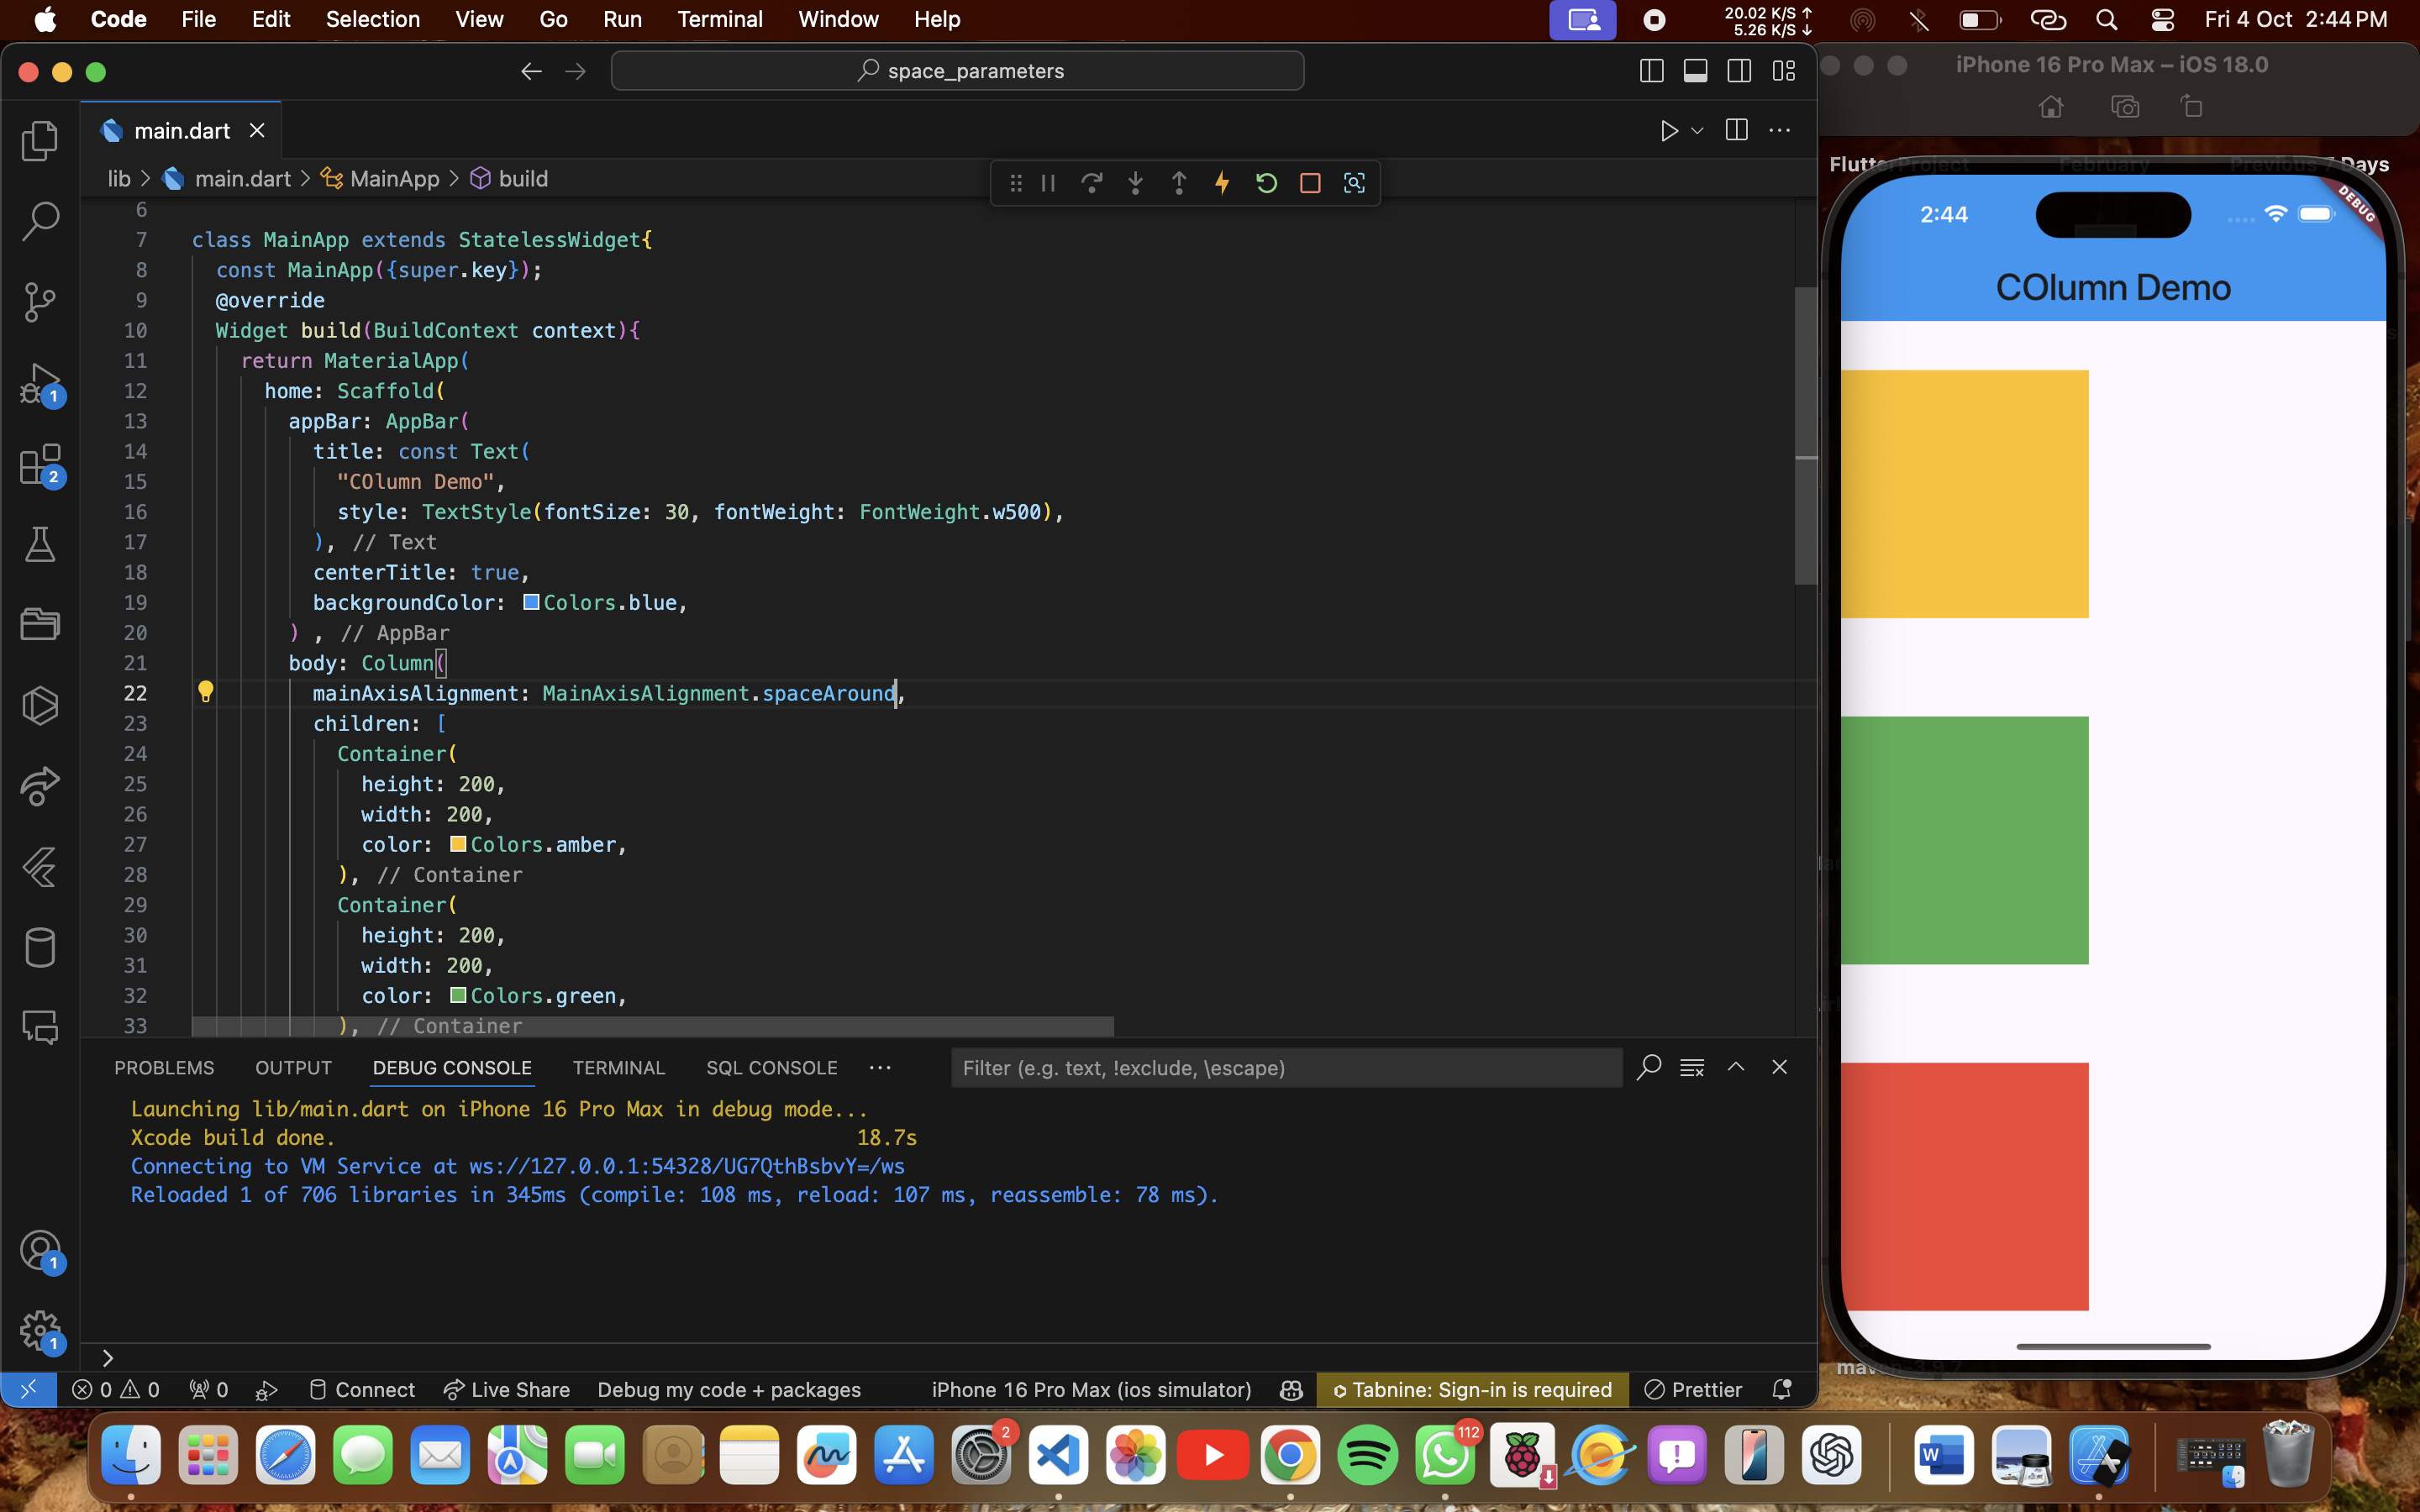 Code File Edit Selection View Go Run Terminal Window Help
20.02 K/S ↑
5.26 K/S ↓
Fri 4 Oct 2:44 PM
space_parameters
main.dart
lib > main.dart > MainApp > build
6
7 class MainApp extends StatelessWidget{
8 const MainApp({super.key});
9 @override
10 Widget build(BuildContext context){
11 return MaterialApp(
12 home: Scaffold(
13 appBar: AppBar(
14 title: const Text(
15 "COlumn Demo",
16 style: TextStyle(fontSize: 30, fontWeight: FontWeight.w500),
17 ), // Text
18 centerTitle: true,
19 backgroundColor: Colors.blue,
20 ) , // AppBar
21 body: Column(
22 mainAxisAlignment: MainAxisAlignment.spaceAround,
23 children: [
24 Container(
25 height: 200,
26 width: 200,
27 color: Colors.amber,
28 ), // Container
29 Container(
30 height: 200,
31 width: 200,
32 color: Colors.green,
33 ), // Container
1
2
1
1
PROBLEMS OUTPUT DEBUG CONSOLE TERMINAL SQL CONSOLE
Filter (e.g. text, !exclude, \escape)
Launching lib/main.dart on iPhone 16 Pro Max in debug mode...
Xcode build done. 18.7s
Connecting to VM Service at ws://127.0.0.1:54328/UG7QthBsbvY=/ws
Reloaded 1 of 706 libraries in 345ms (compile: 108 ms, reload: 107 ms, reassemble: 78 ms).
0 0 0 Connect Live Share Debug my code + packages iPhone 16 Pro Max (ios simulator) Tabnine: Sign-in is required Prettier
iPhone 16 Pro Max – iOS 18.0
FlutterProject February Previous 7 Days
2:44
DEBUG
COlumn Demo
2
112
W